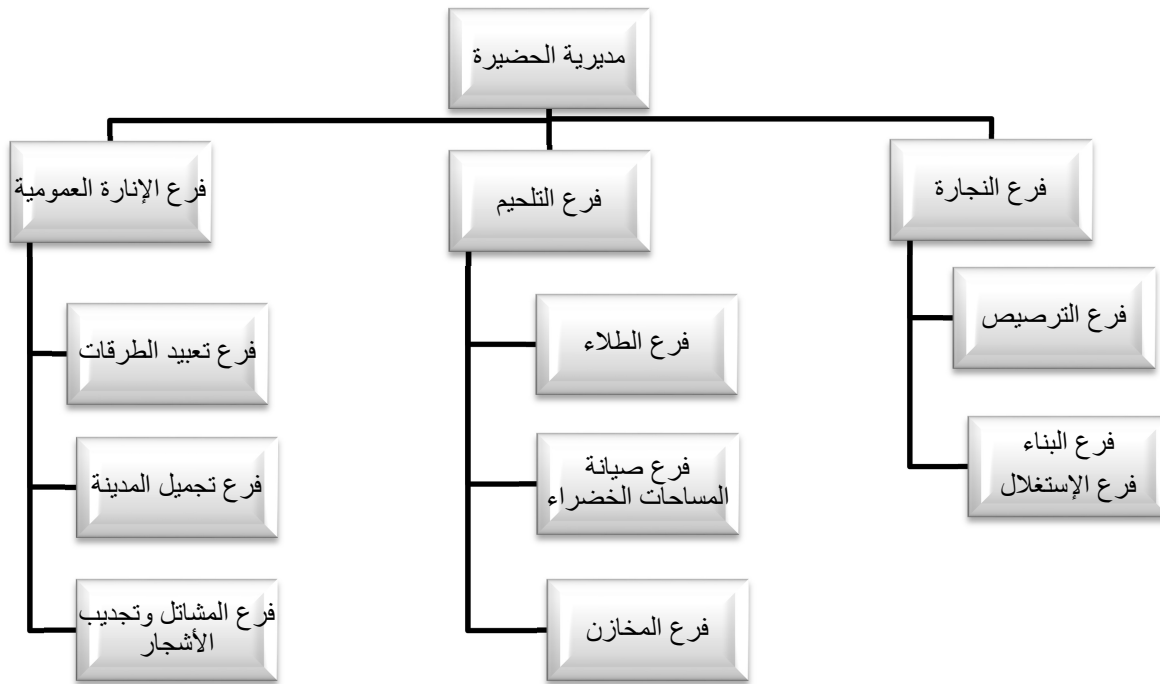 مديرية الحضيرة
فرع النجارة
فرع الترصيص
فرع البناء
فرع الإستغلال
فرع التلحيم
فرع الطلاء
فرع صيانة
المساحات الخضراء
فرع المخازن
فرع الإنارة العمومية
فرع تعبيد الطرقات
فرع تجميل المدينة
فرع المشاتل وتجديب
الأشجار